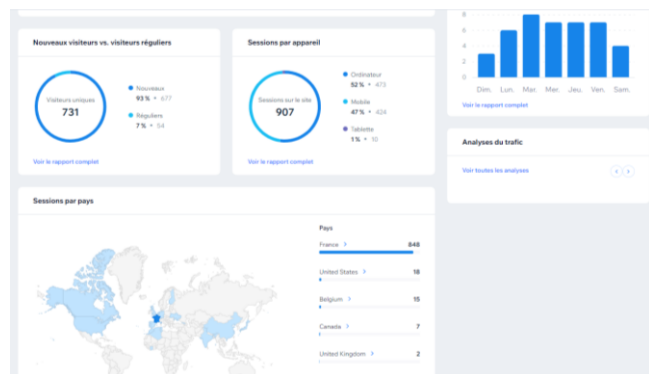 Nouveaux visiteurs vs. visiteurs réguliers
Visiteurs uniques
731
Nouveaux
93 % • 677
Réguliers
7 % • 54
Voir le rapport complet
Sessions par appareil
Sessions sur le site
907
Ordinateur
52 % • 473
Mobile
47 % • 424
Tablette
1 % • 10
Voir le rapport complet
8
6
4
2
0
Dim. Lun. Mar. Mer. Jeu. Ven. Sam.
Voir le rapport complet
Analyses du trafic
Voir toutes les analyses
Sessions par pays
Pays
France > 848
United States > 18
Belgium > 15
Canada > 7
United Kingdom > 2